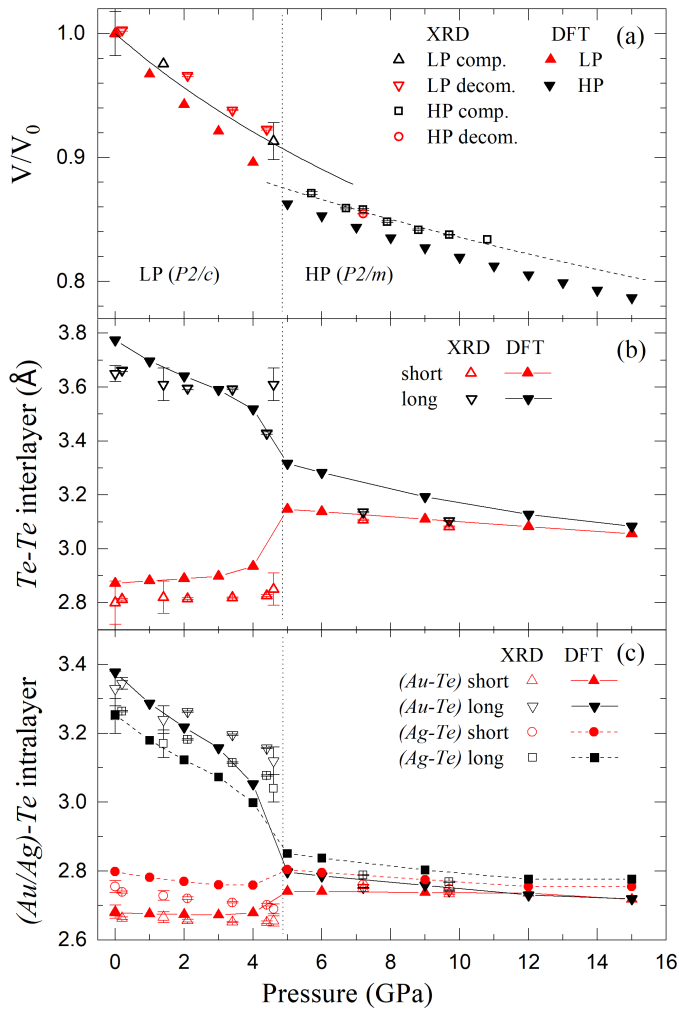 XRD DFT (a)
LP comp. LP
LP decom. HP
HP comp.
HP decom.
V/V0
1.0
0.9
0.8
LP (P2/c) HP (P2/m)
XRD DFT (b)
short
long
Te-Te interlayer (Å)
3.8
3.6
3.4
3.2
3.0
2.8
XRD DFT (c)
(Au-Te) short
(Au-Te) long
(Ag-Te) short
(Ag-Te) long
(Au/Ag)-Te intralayer
3.4
3.2
3.0
2.8
2.6
0 2 4 6 8 10 12 14 16
Pressure (GPa)